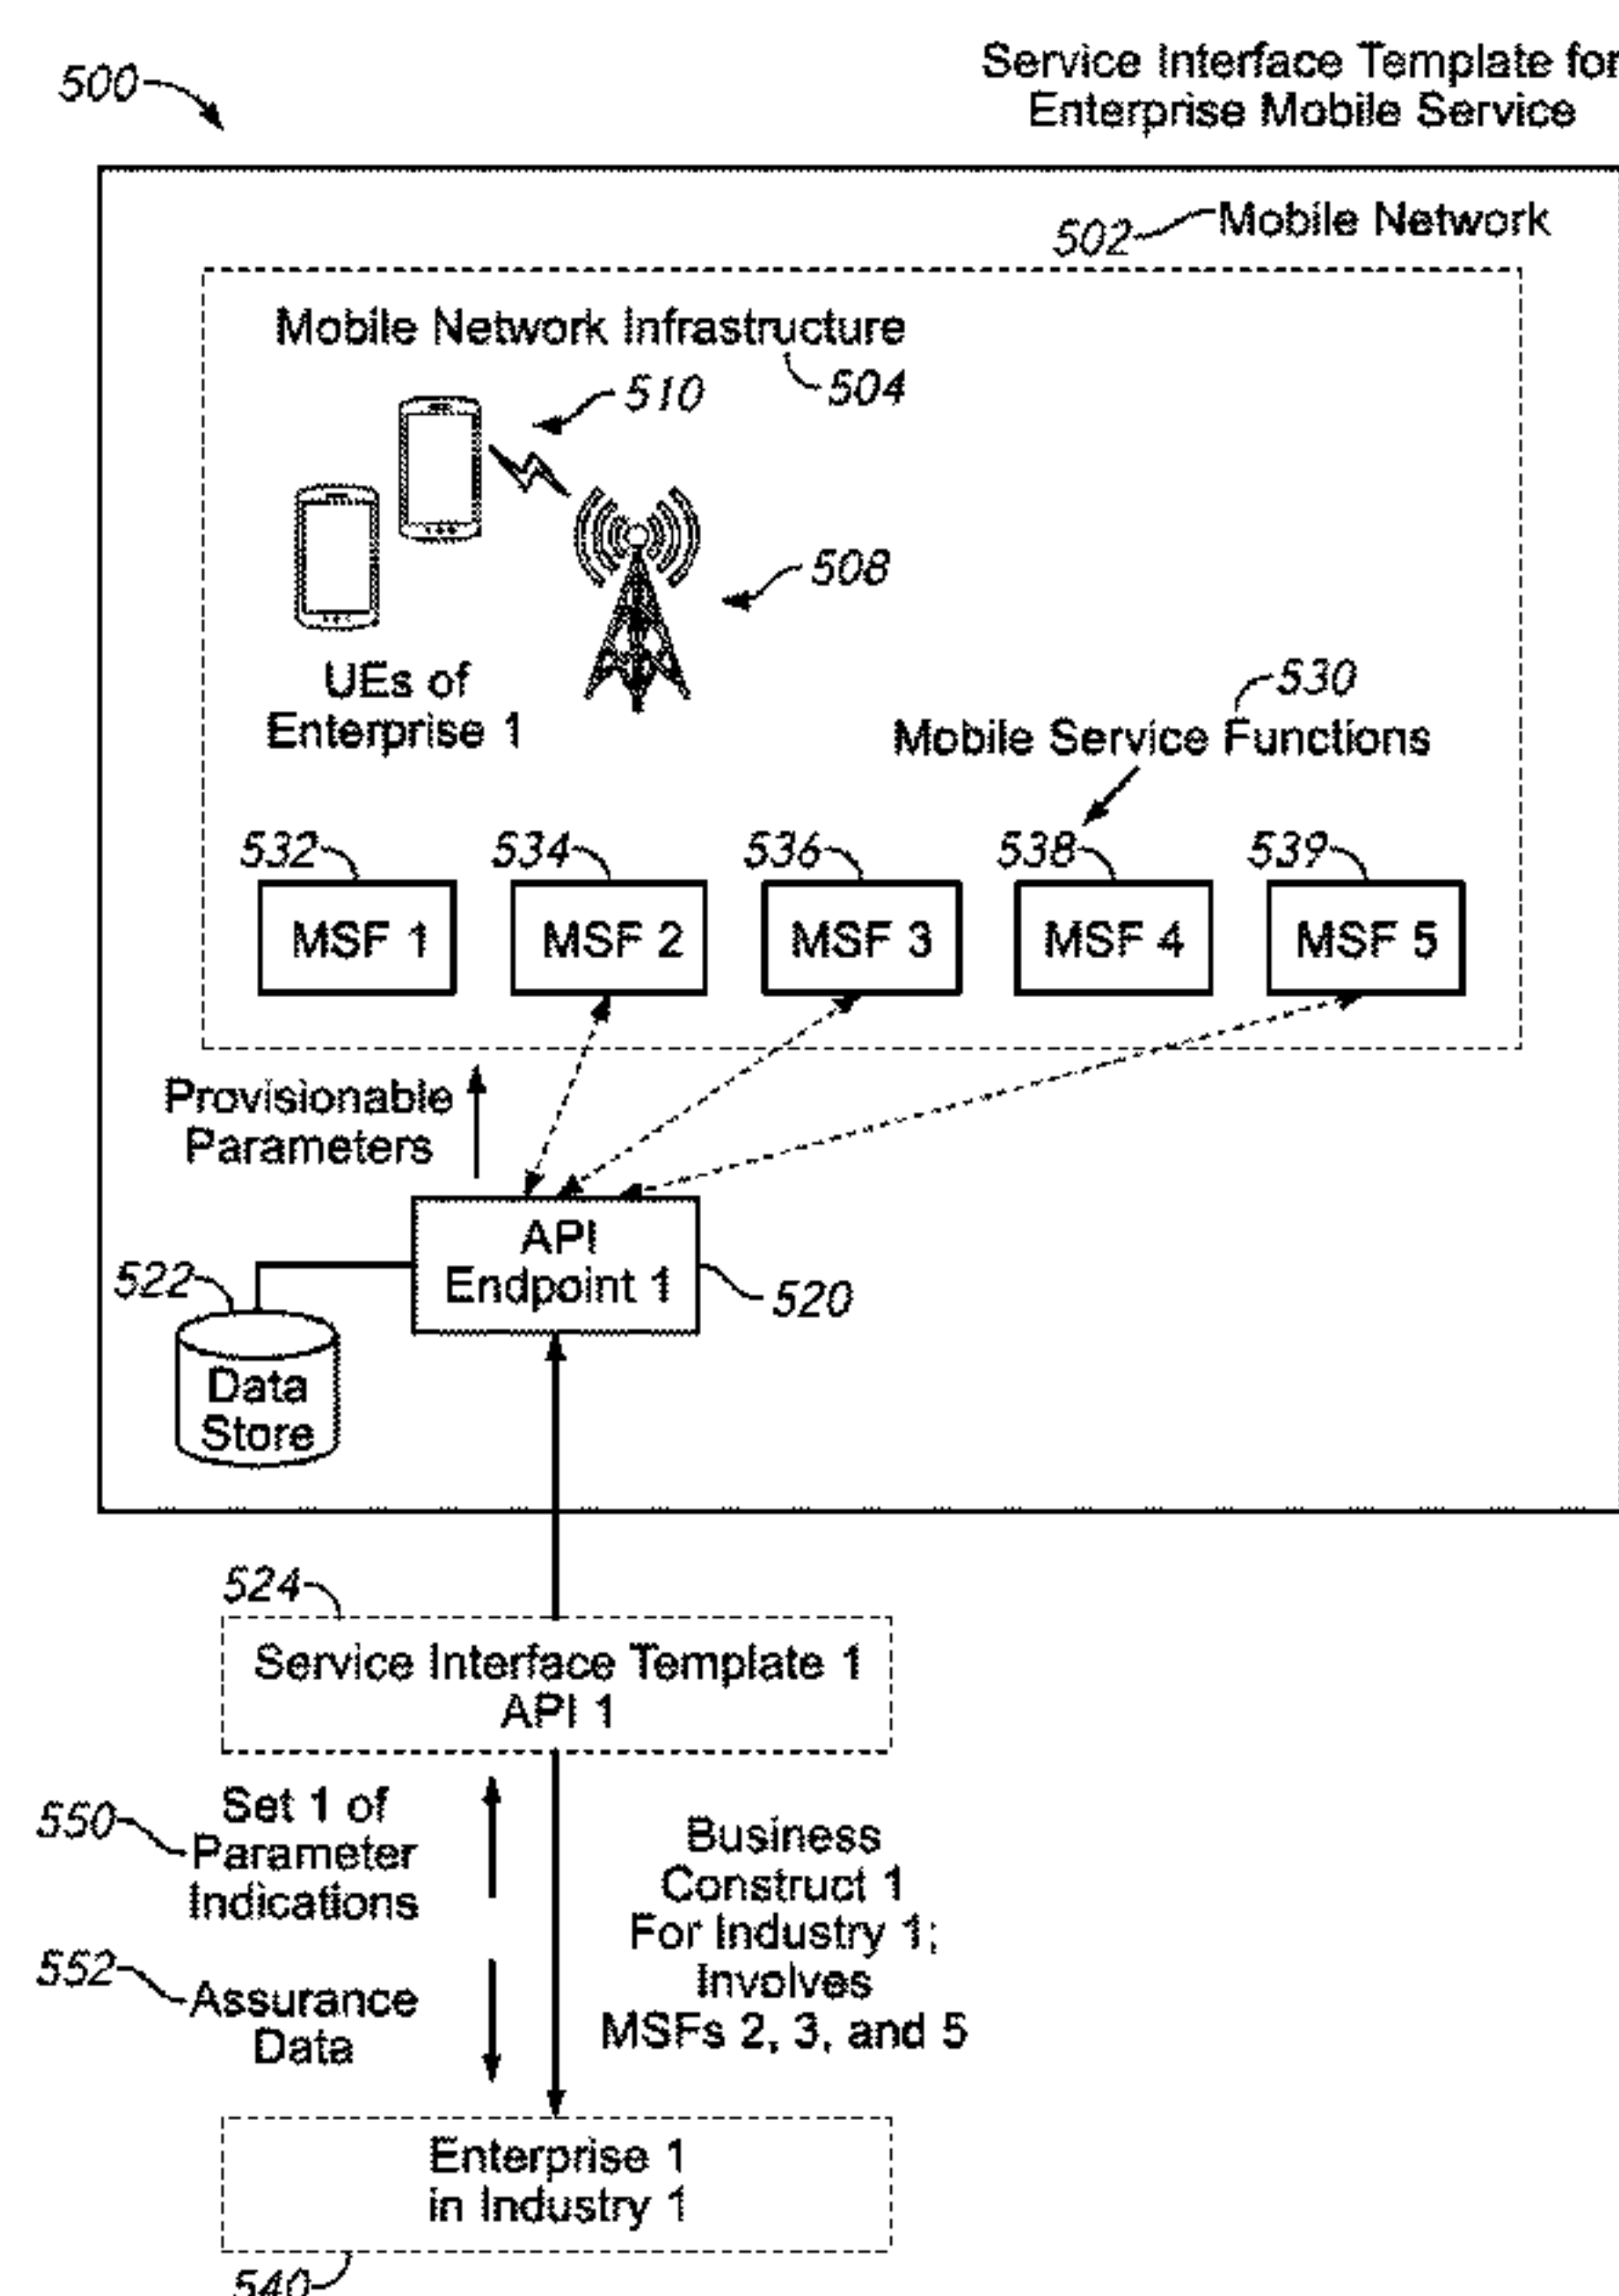 500
Service Interface Template for
Enterprise Mobile Service
502
Mobile Network
Mobile Network Infrastructure
504
510
508
UEs of
Enterprise 1
530
Mobile Service Functions
532
534
536
538
539
MSF 1
MSF 2
MSF 3
MSF 4
MSF 5
Provisionable
Parameters
API
Endpoint 1
520
522
Data
Store
524
Service Interface Template 1
API 1
550
Set 1 of
Parameter
Indications
552
Assurance
Data
Business
Construct 1
For Industry 1;
Involves
MSFs 2, 3, and 5
Enterprise 1
in Industry 1
540